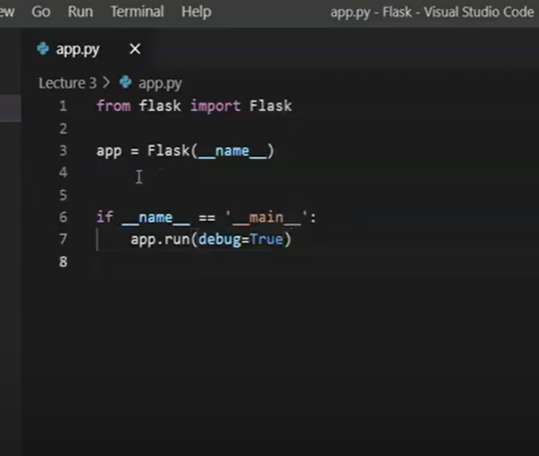 ew Go Run Terminal Help app.py - Flask - Visual Studio Code
app.py
Lecture 3 > app.py
1 from flask import Flask
2
3 app = Flask(__name__)
4
5
6 if __name__ == '__main__':
7     app.run(debug=True)
8